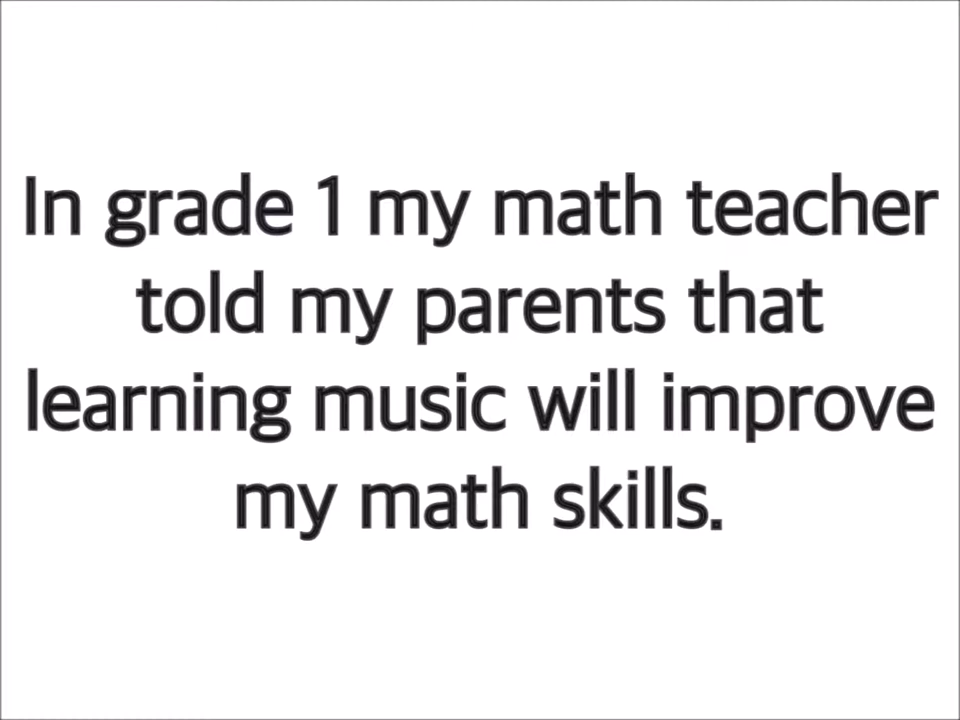 In grade 1 my math teacher
told my parents that
learning music will improve
my math skills.